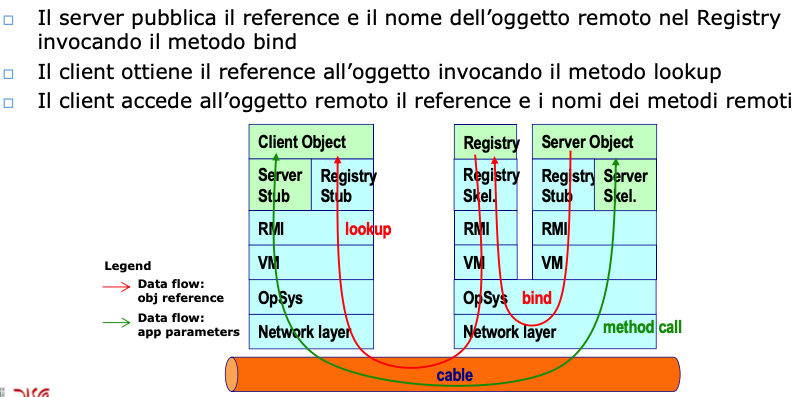 Il server pubblica il reference e il nome dell’oggetto remoto nel Registry
invocando il metodo bind
Il client ottiene il reference all’oggetto invocando il metodo lookup
Il client accede all’oggetto remoto il reference e i nomi dei metodi remoti
Client Object
Registry
Server Object
Server Stub
Registry Stub
Registry Skel.
Registry Stub
Server Skel.
RMI
lookup
RMI
RMI
VM
VM
VM
Legend
Data flow:
obj reference
Data flow:
app parameters
OpSys
OpSys
bind
Network layer
Network layer
method call
cable